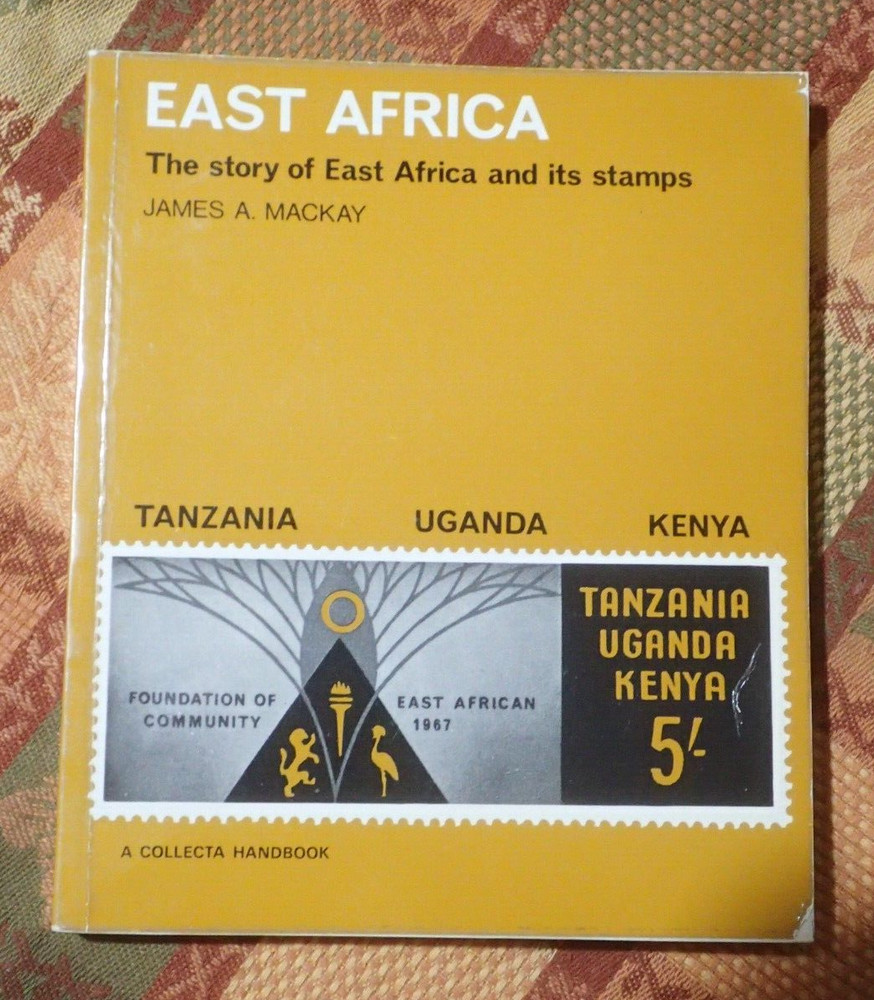 EAST AFRICA
The story of East Africa and its stamps
JAMES A. MACKAY
TANZANIA UGANDA KENYA
FOUNDATION OF EAST AFRICAN
COMMUNITY 1967
TANZANIA
UGANDA
KENYA
5/-
A COLLECTA HANDBOOK